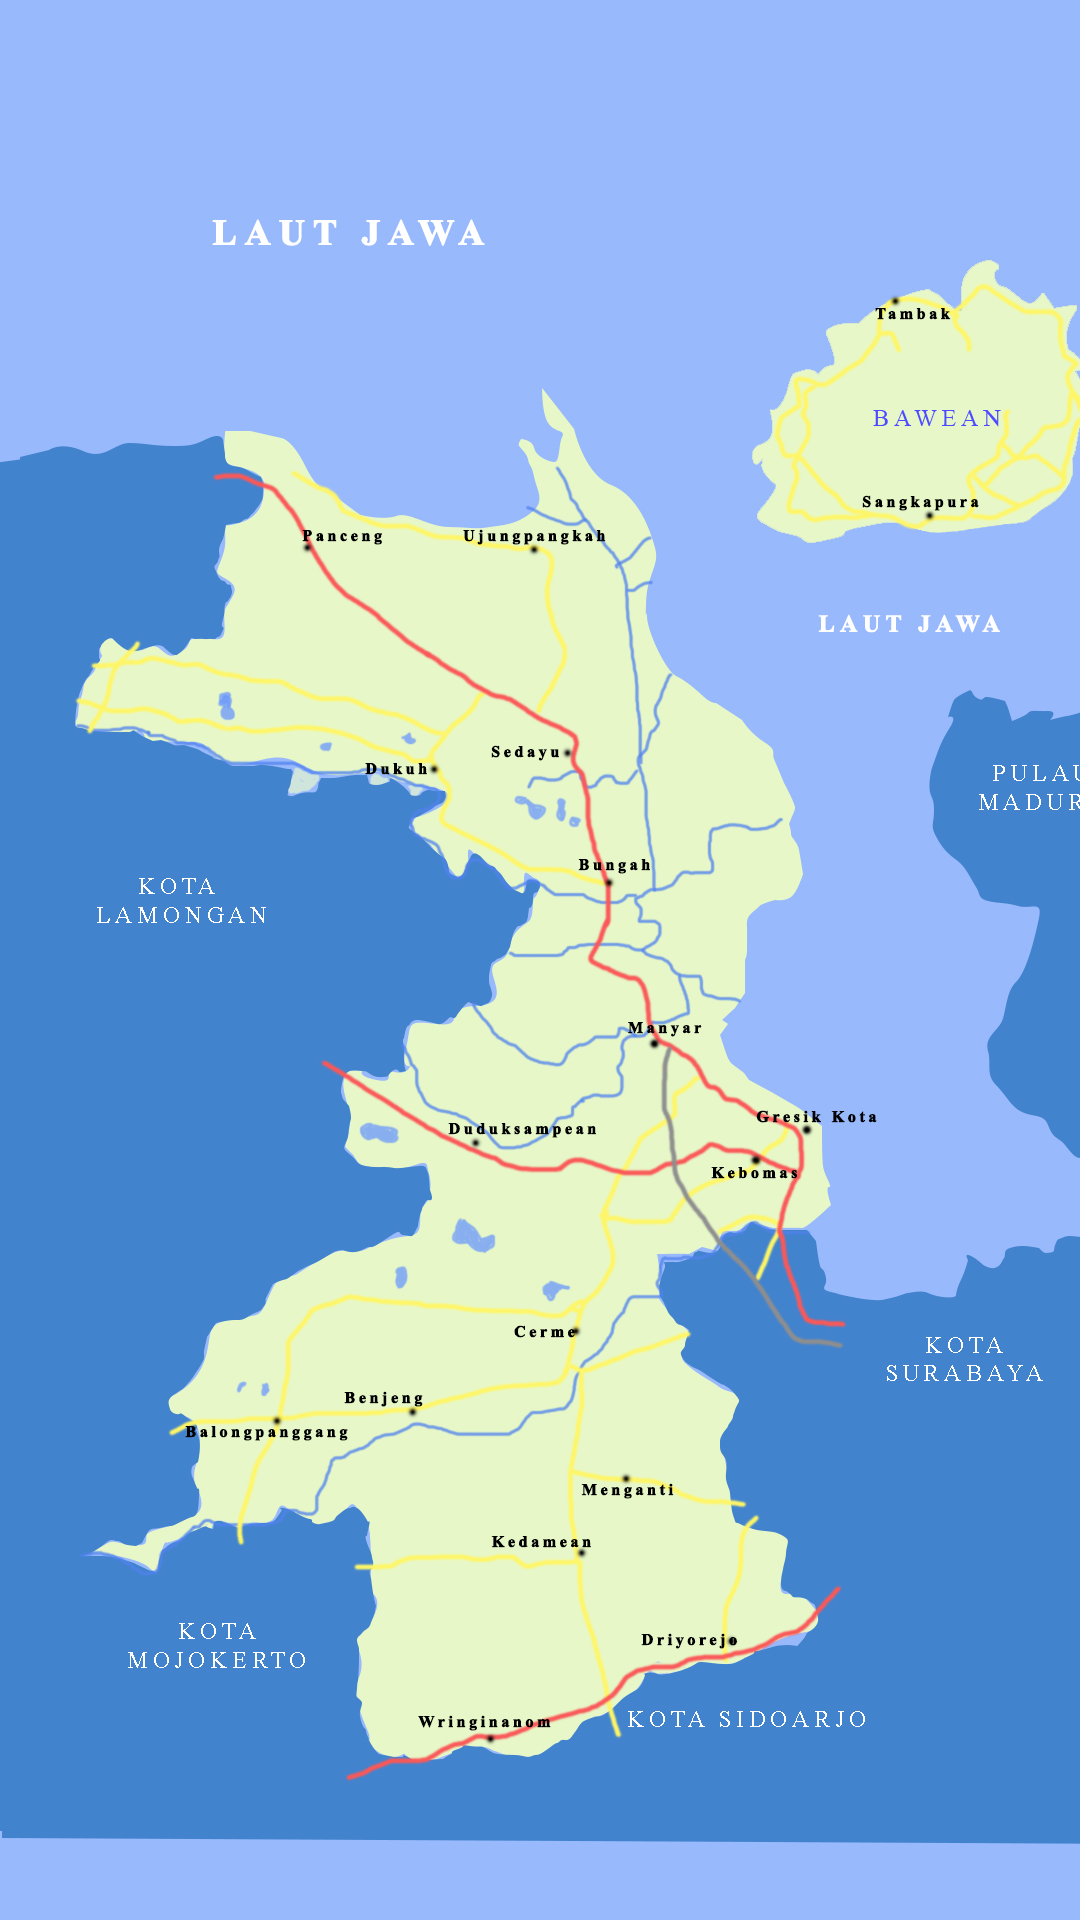 LAUT JAWA
Tambak
BAWEAN
Sangkapura
Panceng
Ujungpangkah
LAUT JAWA
Sedayu
Dukuh
PULAU
MADUR
Bungah
KOTA
LAMONGAN
Manyar
Gresik Kota
Duduksampean
Kebomas
Cerme
KOTA
SURABAYA
Benjeng
Balongpanggang
Menganti
Kedamean
KOTA
MOJOKERTO
Driyorejo
Wringinanom
KOTA SIDOARJO